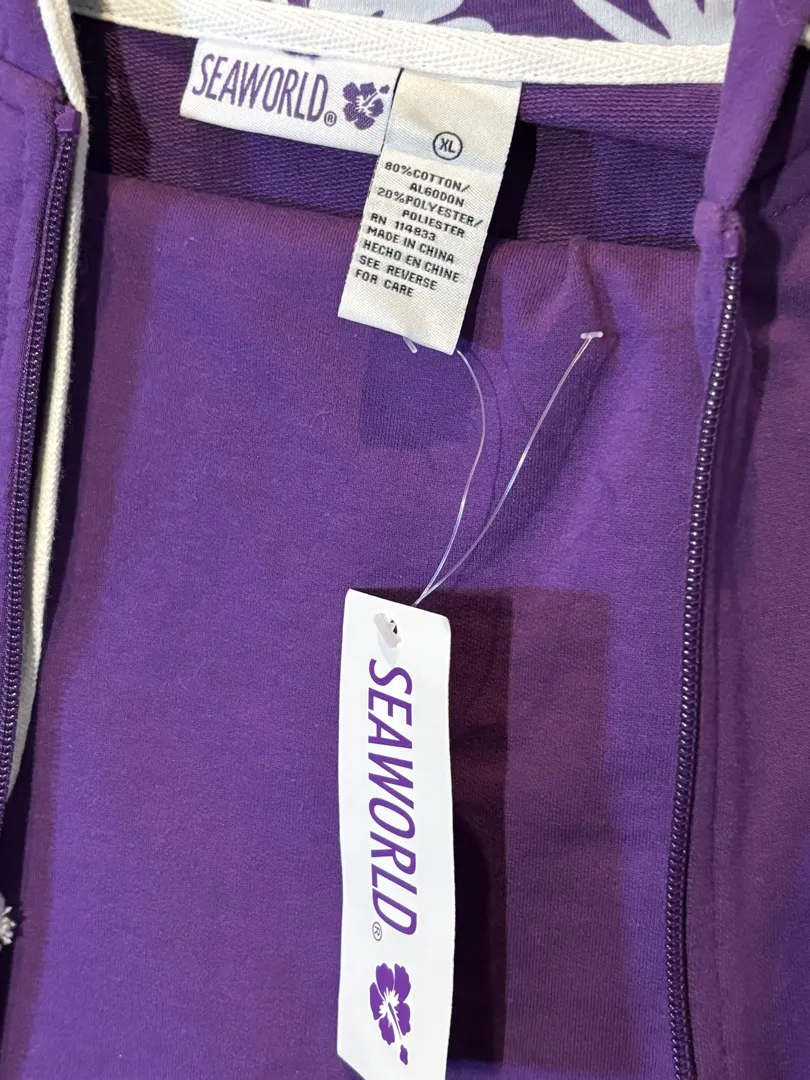 SEAWORLD®
XL
80%COTTON/
ALGODON
20%POLYESTER/
POLIESTER
RN 114833
MADE IN CHINA
HECHO EN CHINE
SEE REVERSE
FOR CARE
SEAWORLD®